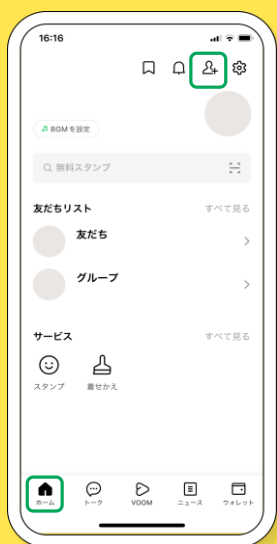 16:16
BGMを設定
無料スタンプ
友だちリスト
すべて見る
友だち
グループ
サービス
すべて見る
スタンプ
着せかえ
ホーム
トーク
VOOM
ニュース
ウォレット